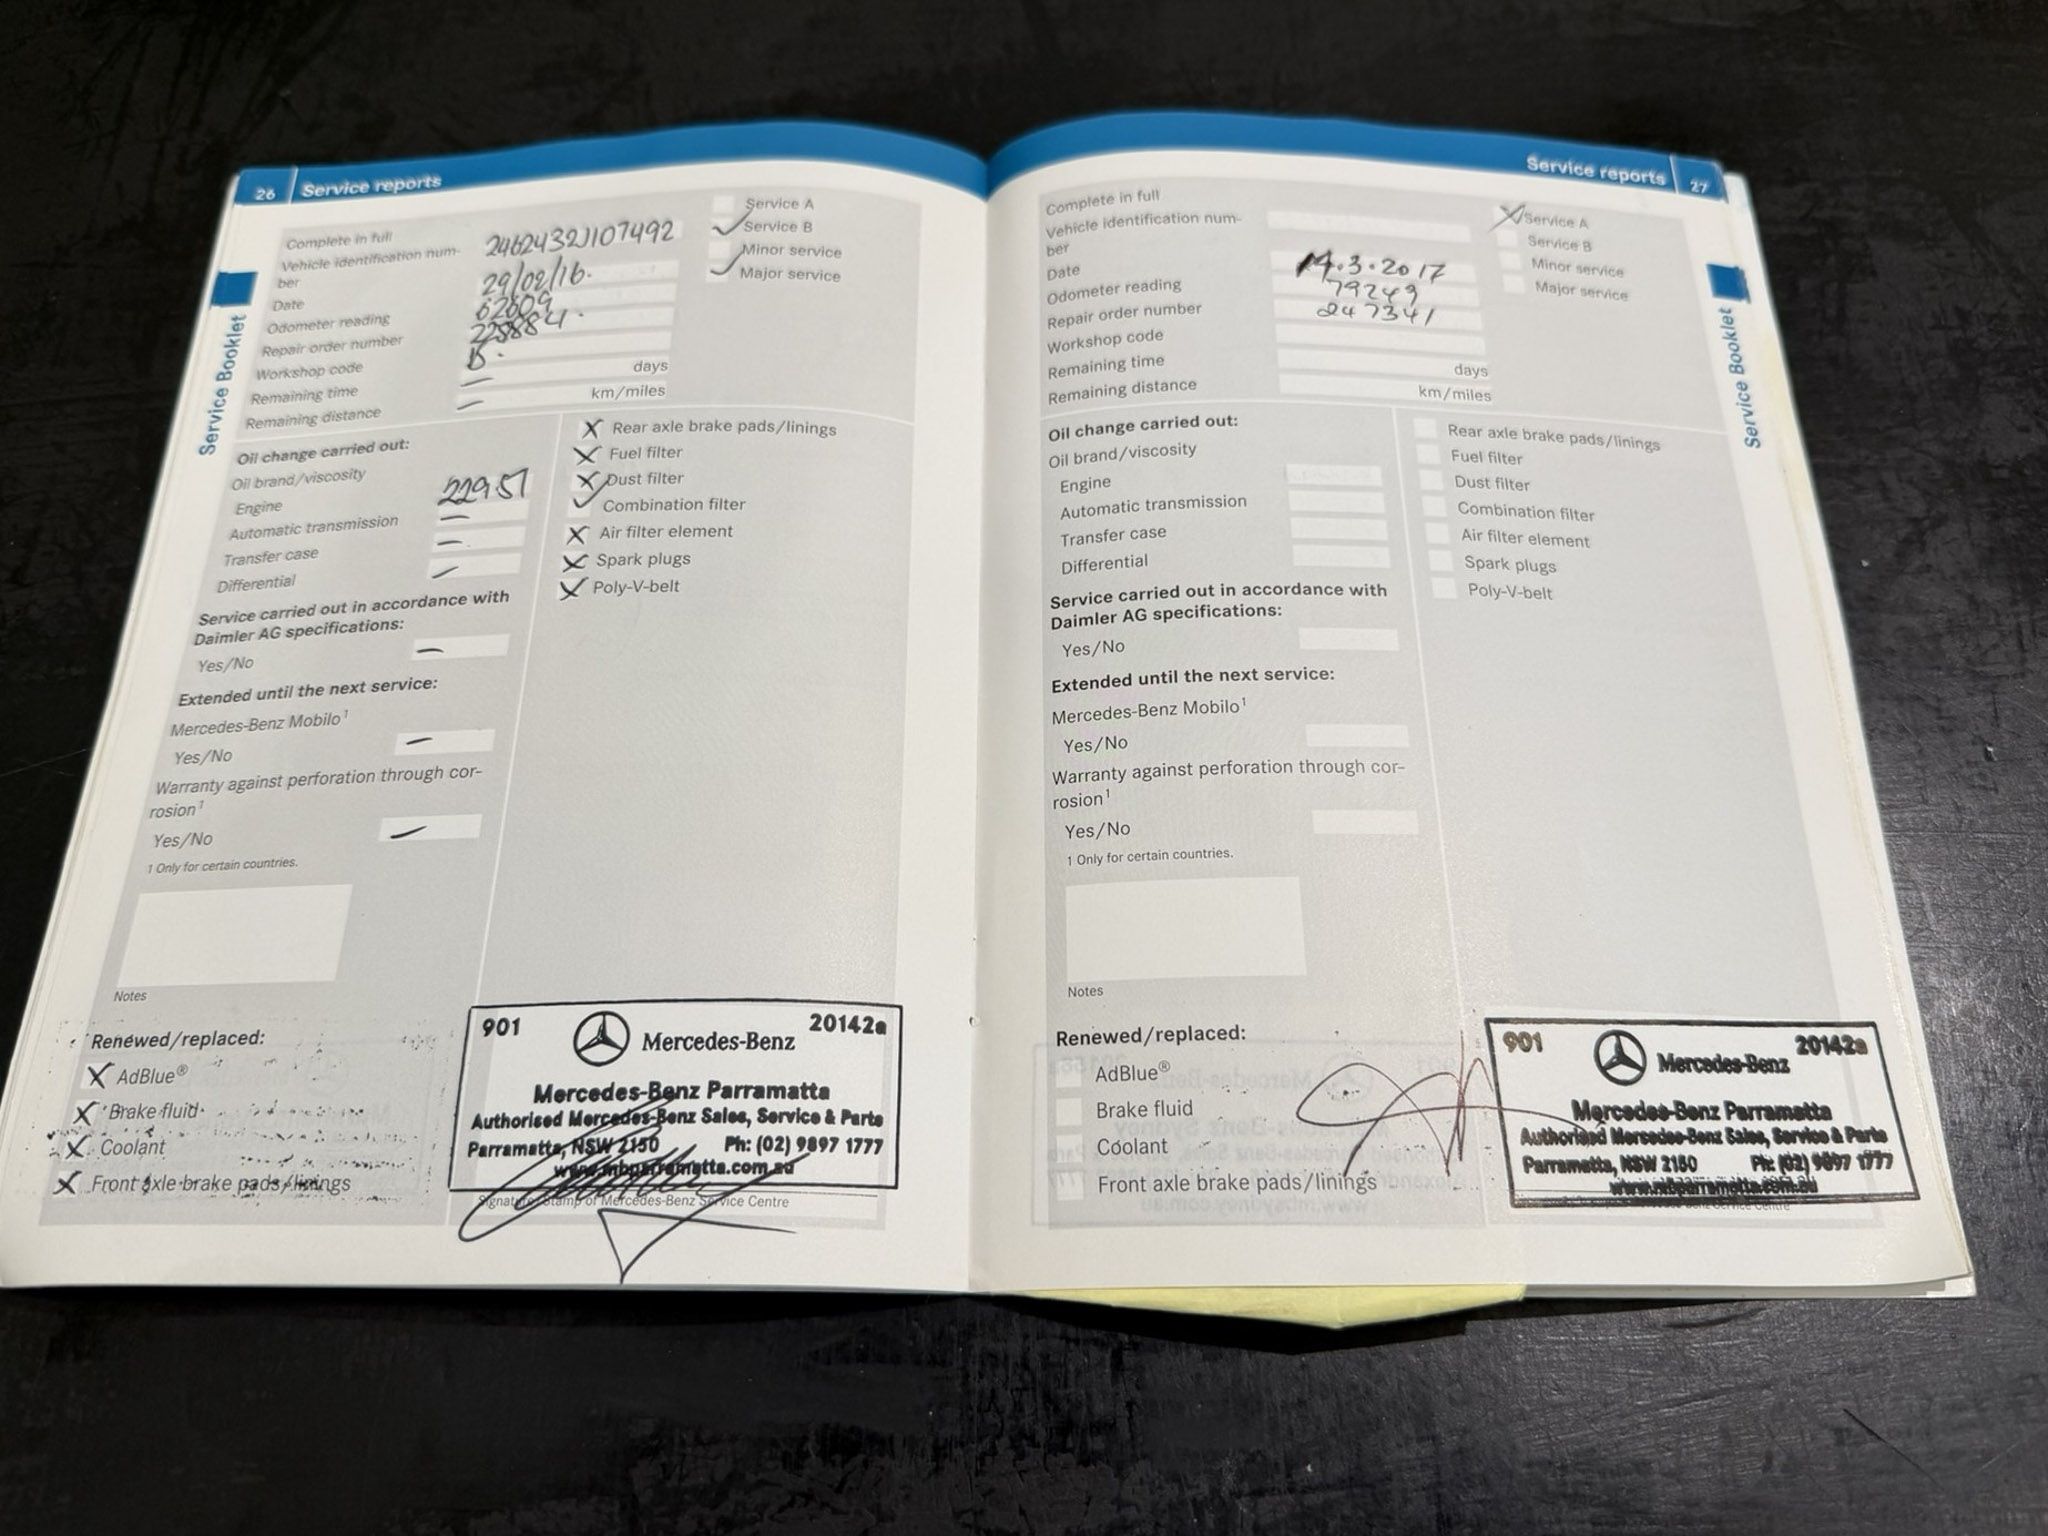 26 Service reports
Complete in full
Vehicle identification num-
ber
2462432J107492
Date
29/02/16.
Odometer reading
62609
Repair order number
228884.
Workshop code
B.
Remaining time
— days
Remaining distance
— km/miles
Service A
✓ Service B
Minor service
✓ Major service
Service Booklet
Oil change carried out:
Oil brand/viscosity
Engine
229.51
Automatic transmission
—
Transfer case
—
Differential
—
Service carried out in accordance with
Daimler AG specifications:
Yes/No —
Extended until the next service:
Mercedes-Benz Mobilo¹
Yes/No —
Warranty against perforation through cor-
rosion¹
Yes/No —
1 Only for certain countries.
Notes
X Rear axle brake pads/linings
X Fuel filter
X Dust filter
✓ Combination filter
X Air filter element
X Spark plugs
X Poly-V-belt
Renewed/replaced:
X AdBlue®
X Brake fluid
X Coolant
X Front axle brake pads/linings
901 20142a
Mercedes-Benz
Mercedes-Benz Parramatta
Authorised Mercedes-Benz Sales, Service & Parts
Parramatta, NSW 2150 Ph: (02) 9897 1777
www.mbparramatta.com.au
Signature/stamp of Mercedes-Benz Service Centre
Service reports 27
Complete in full
Vehicle identification num-
ber
Date
14.3.2017
Odometer reading
79249
Repair order number
247341
Workshop code
Remaining time
days
Remaining distance
km/miles
X Service A
Service B
Minor service
Major service
Service Booklet
Oil change carried out:
Oil brand/viscosity
Engine
Automatic transmission
Transfer case
Differential
Service carried out in accordance with
Daimler AG specifications:
Yes/No
Extended until the next service:
Mercedes-Benz Mobilo¹
Yes/No
Warranty against perforation through cor-
rosion¹
Yes/No
1 Only for certain countries.
Notes
Rear axle brake pads/linings
Fuel filter
Dust filter
Combination filter
Air filter element
Spark plugs
Poly-V-belt
Renewed/replaced:
AdBlue®
Brake fluid
Coolant
Front axle brake pads/linings
901 20142a
Mercedes-Benz
Mercedes-Benz Parramatta
Authorised Mercedes-Benz Sales, Service & Parts
Parramatta, NSW 2150 Ph: (02) 9897 1777
www.mbparramatta.com.au